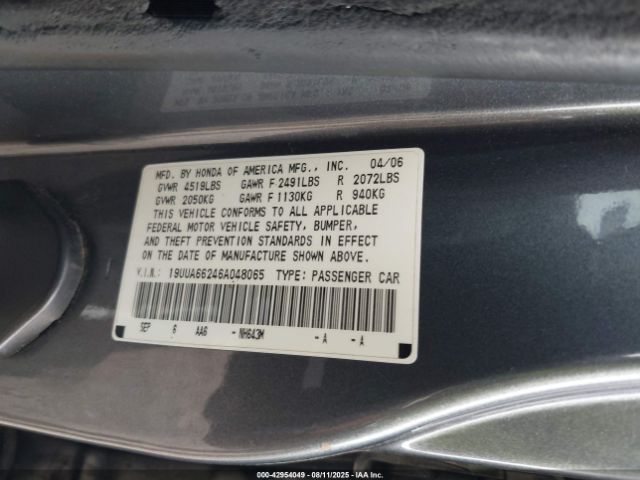 MFD. BY HONDA OF AMERICA MFG., INC. 04/06
GVWR 4519LBS GAWR F 2491LBS R 2072LBS
GVWR 2050KG GAWR F 1130KG R 940KG
THIS VEHICLE CONFORMS TO ALL APPLICABLE
FEDERAL MOTOR VEHICLE SAFETY, BUMPER,
AND THEFT PREVENTION STANDARDS IN EFFECT
ON THE DATE OF MANUFACTURE SHOWN ABOVE.
V.I.N.: 19UUA66246A048065 TYPE: PASSENGER CAR
SEP 6 AA6 -NH643M -A -A
000-42954049 - 08/11/2025 - IAAI.com